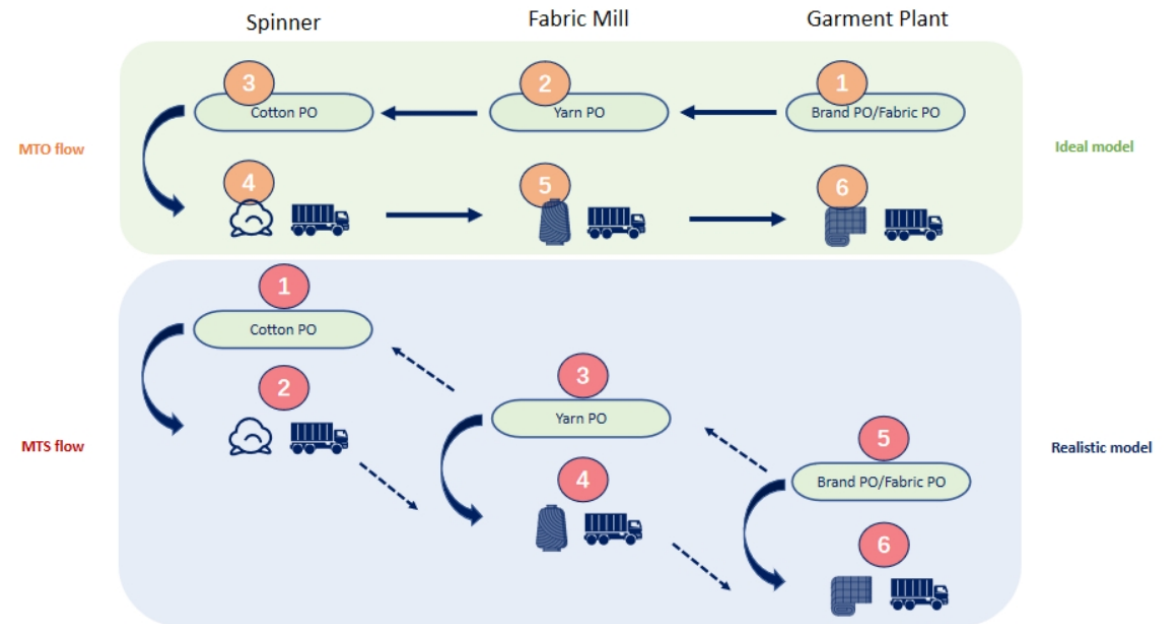 Spinner
Fabric Mill
Garment Plant
3
2
1
Cotton PO
Yarn PO
Brand PO/Fabric PO
MTO flow
Ideal model
4
5
6
1
Cotton PO
2
3
Yarn PO
MTS flow
5
Realistic model
4
Brand PO/Fabric PO
6